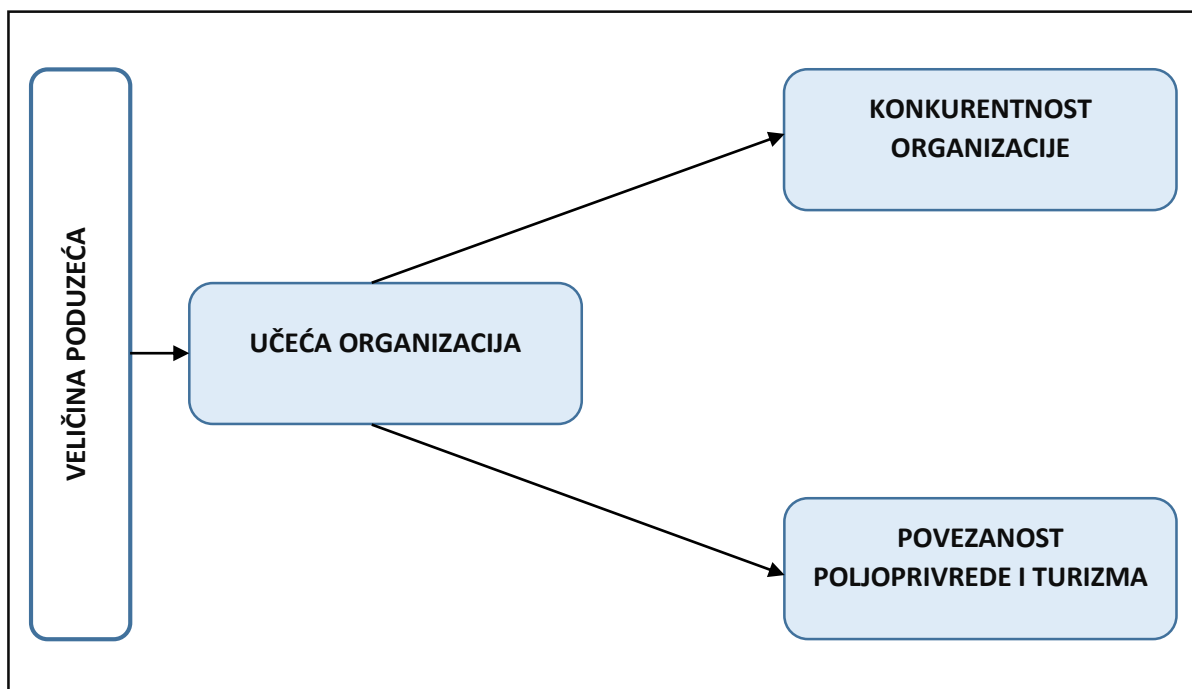 VELIČINA PODUZEĆA
UČEĆA ORGANIZACIJA
KONKURENTNOST
ORGANIZACIJE
POVEZANOST
POLJOPRIVREDE I TURIZMA